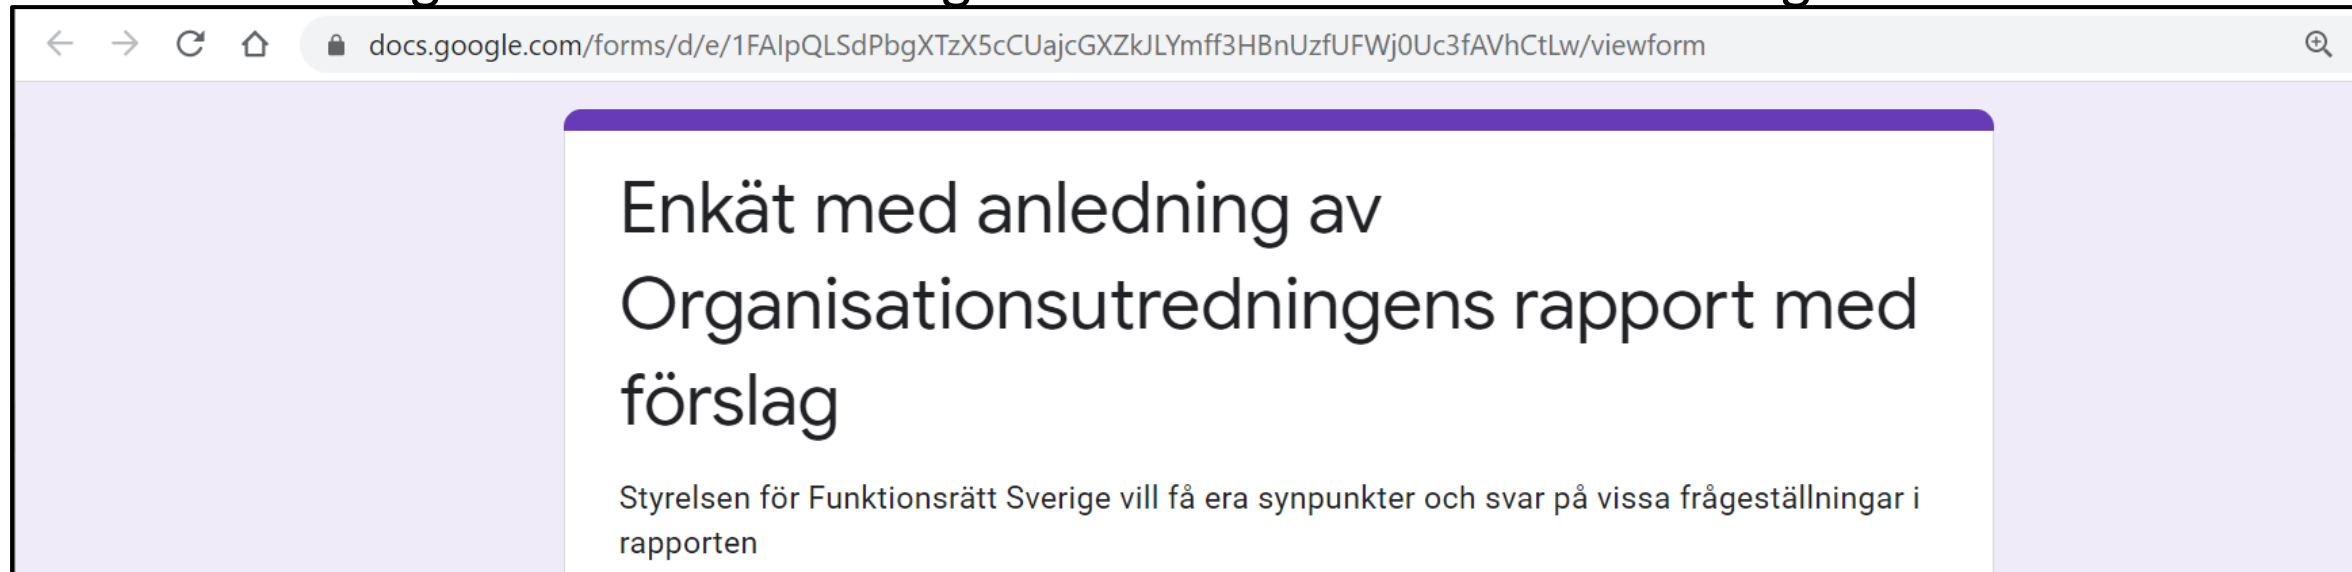 docs.google.com/forms/d/e/1FAIpQLSdPbgXTzX5cCUajcGXZkJLYmff3HBnUzfUFWj0Uc3fAVhCtLw/viewform
Enkät med anledning av
Organisationsutredningens rapport med
förslag
Styrelsen för Funktionsrätt Sverige vill få era synpunkter och svar på vissa frågeställningar i
rapporten